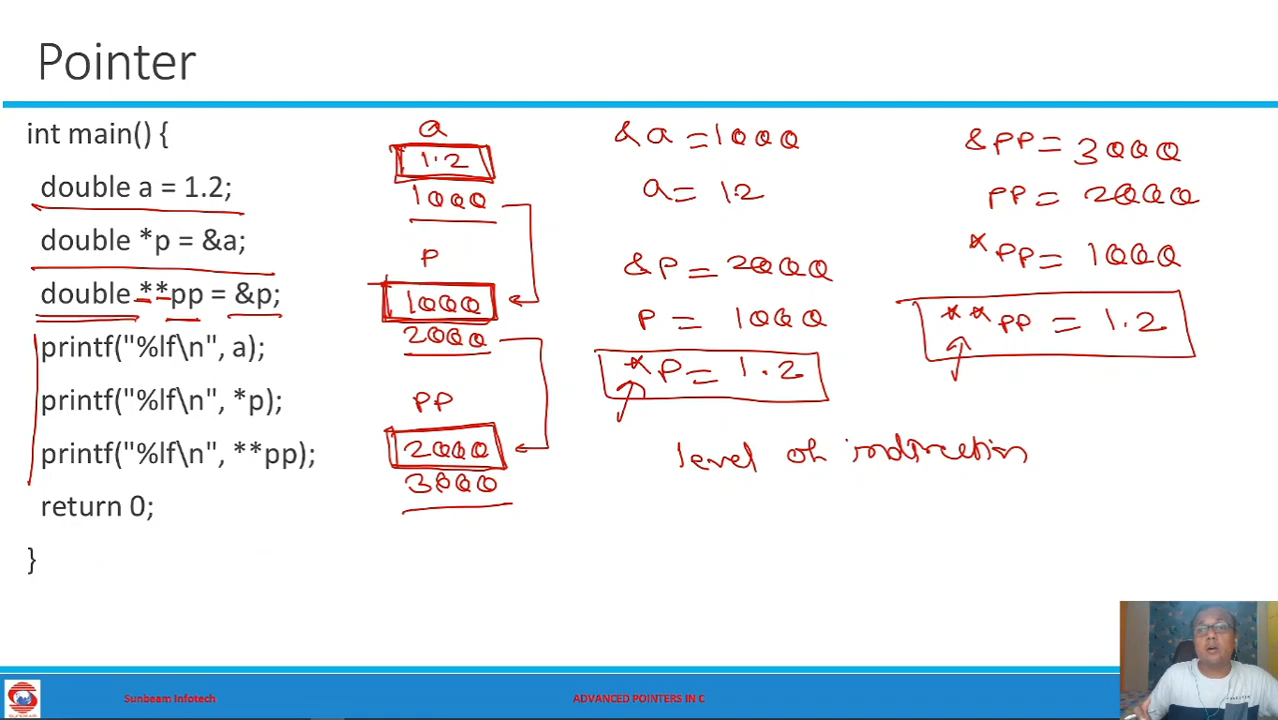 Pointer
int main() {
double a = 1.2;
double *p = &a;
double **pp = &p;
printf("%lf\n", a);
printf("%lf\n", *p);
printf("%lf\n", **pp);
return 0;
}
a
1.2
1000
P
1000
2000
PP
2000
3000
&a = 1000
a = 12
&P = 2000
P = 1000
*P = 1.2
level of indirection
&PP = 3000
PP = 2000
*PP = 1000
**PP = 1.2
Sunbeam Infotech
ADVANCED POINTERS IN C